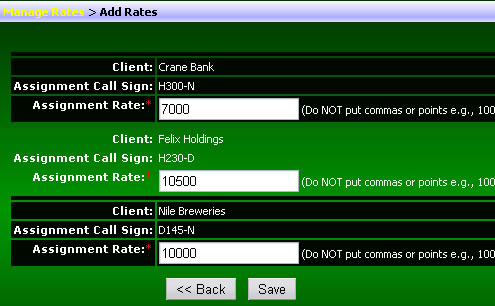 Manage Rates > Add Rates
Client: Crane Bank
Assignment Call Sign: H300-N
Assignment Rate:* 7000 (Do NOT put commas or points e.g., 100
Client: Felix Holdings
Assignment Call Sign: H230-D
Assignment Rate:* 10500 (Do NOT put commas or points e.g., 100
Client: Nile Breweries
Assignment Call Sign: D145-N
Assignment Rate:* 10000 (Do NOT put commas or points e.g., 100
<< Back Save